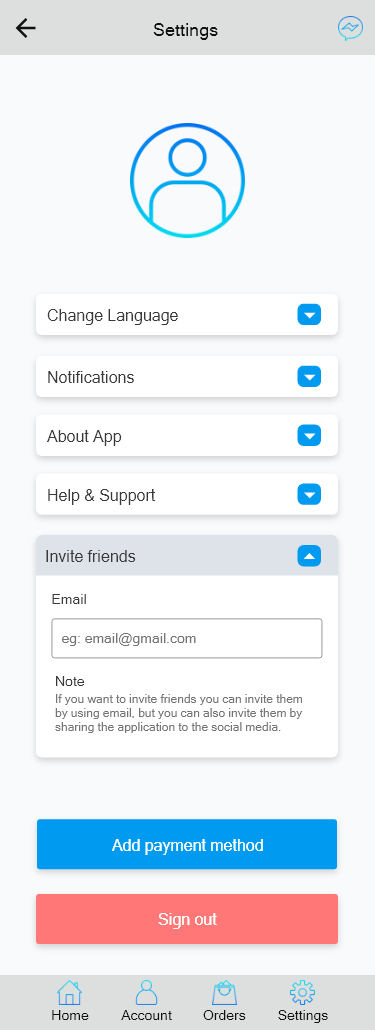 Settings
Change Language
Notifications
About App
Help & Support
Invite friends
Email
eg: email@gmail.com
Note
If you want to invite friends you can invite them
by using email, but you can also invite them by
sharing the application to the social media.
Add payment method
Sign out
Home Account Orders Settings